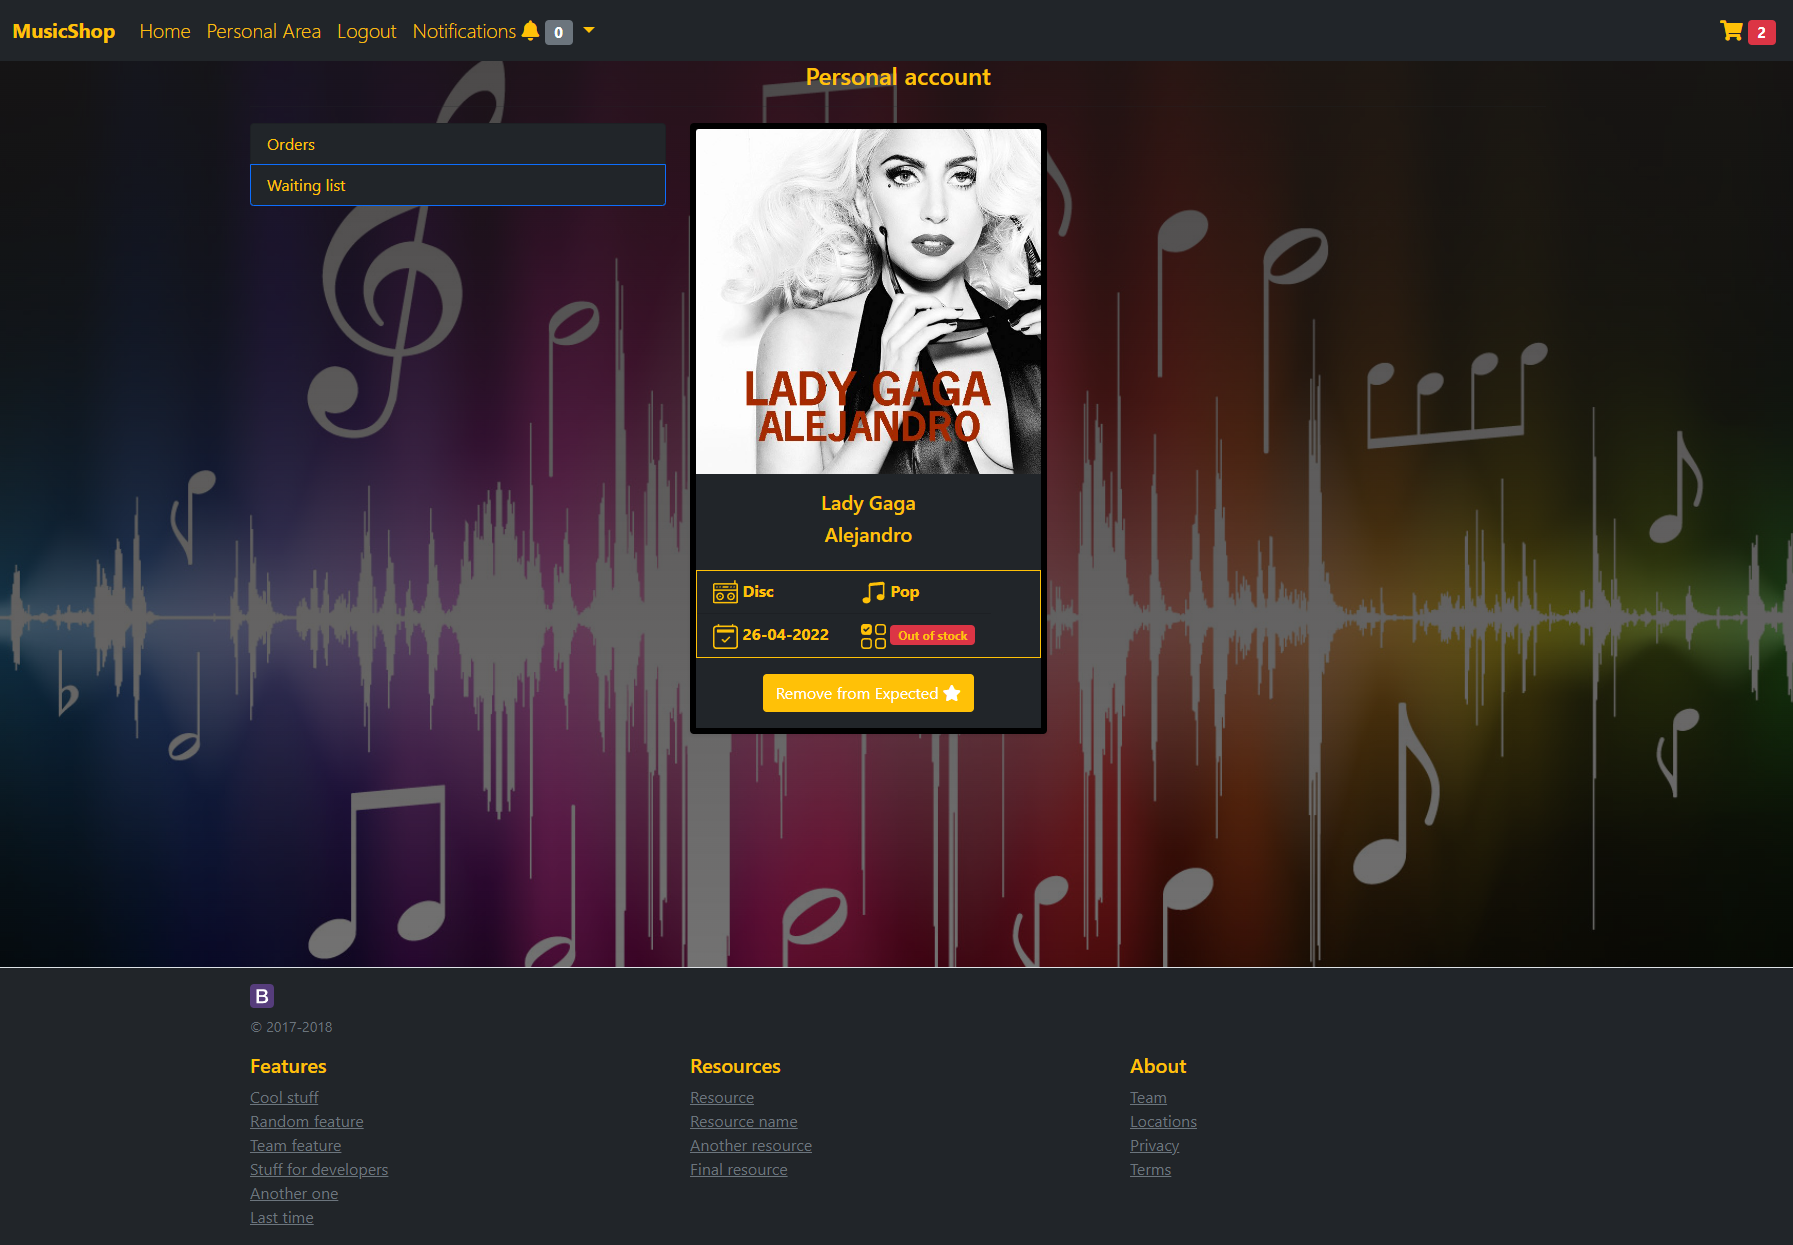 MusicShop Home Personal Area Logout Notifications 0 2
Personal account
Orders
Waiting list
LADY GAGA
ALEJANDRO
Lady Gaga
Alejandro
Disc Pop
26-04-2022 Out of stock
Remove from Expected
B
© 2017-2018
Features
Cool stuff
Random feature
Team feature
Stuff for developers
Another one
Last time
Resources
Resource
Resource name
Another resource
Final resource
About
Team
Locations
Privacy
Terms